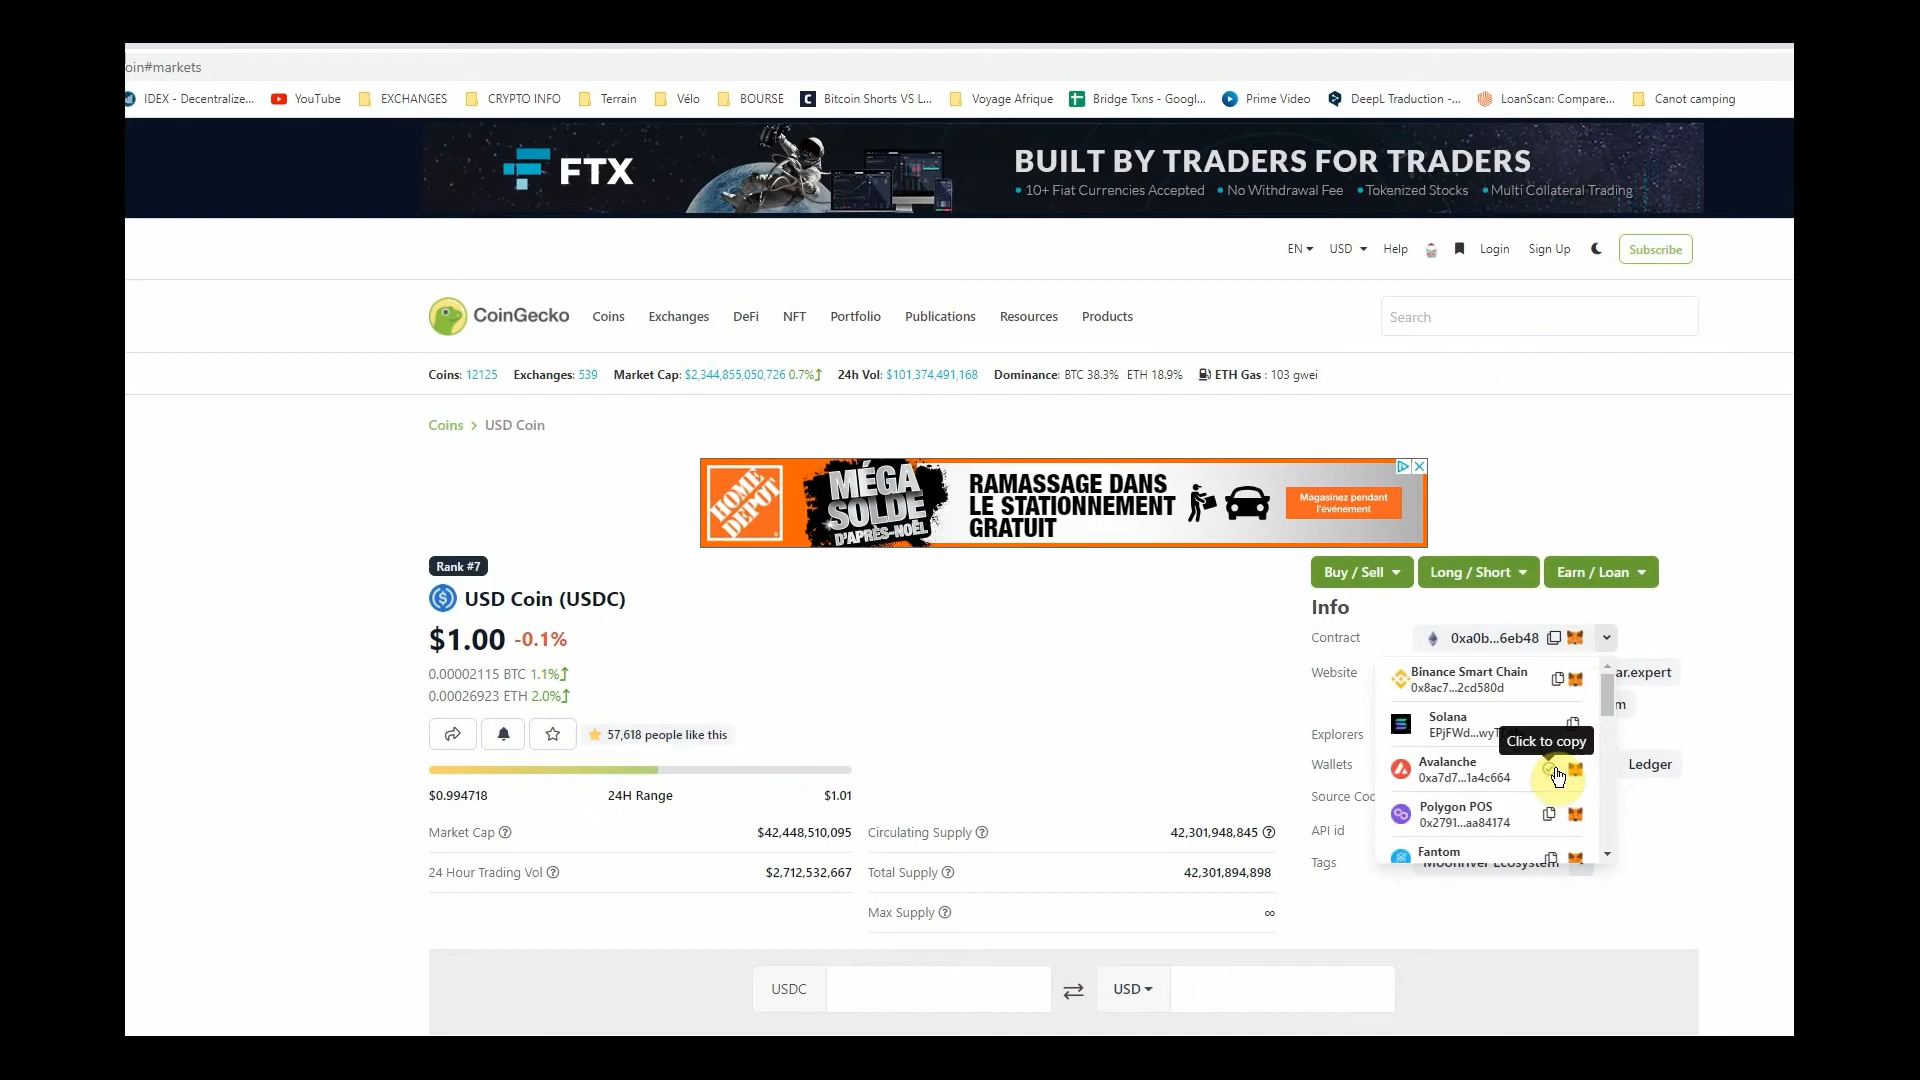 oin#markets
IDEX - Decentralize... YouTube EXCHANGES CRYPTO INFO Terrain Vélo BOURSE Bitcoin Shorts VS L... Voyage Afrique Bridge Txns - Googl... Prime Video DeepL Traduction -... LoanScan: Compare... Canot camping
FTX
BUILT BY TRADERS FOR TRADERS
• 10+ Fiat Currencies Accepted • No Withdrawal Fee • Tokenized Stocks • Multi Collateral Trading
EN USD Help Login Sign Up Subscribe
CoinGecko Coins Exchanges DeFi NFT Portfolio Publications Resources Products Search
Coins: 12125 Exchanges: 539 Market Cap: $2,344,855,050,726 0.7% 24h Vol: $101,374,491,168 Dominance: BTC 38.3% ETH 18.9% ETH Gas : 103 gwei
Coins > USD Coin
THE HOME DEPOT
MÉGA SOLDE D'APRÈS-NOËL
RAMASSAGE DANS
LE STATIONNEMENT
GRATUIT
Magasinez pendant
l'événement
Rank #7
USD Coin (USDC)
$1.00 -0.1%
0.00002115 BTC 1.1%
0.00026923 ETH 2.0%
57,618 people like this
$0.994718 24H Range $1.01
Market Cap $42,448,510,095
24 Hour Trading Vol $2,712,532,667
Circulating Supply 42,301,948,845
Total Supply 42,301,894,898
Max Supply ∞
Buy / Sell Long / Short Earn / Loan
Info
Contract 0xa0b...6eb48
Website ar.expert
m
Explorers
Wallets Ledger
Source Coc
API id
Tags Moonriver Ecosystem
Binance Smart Chain
0x8ac7...2cd580d
Solana
EPjFWd...wyT
Click to copy
Avalanche
0xa7d7...1a4c664
Polygon POS
0x2791...aa84174
Fantom
USDC USD